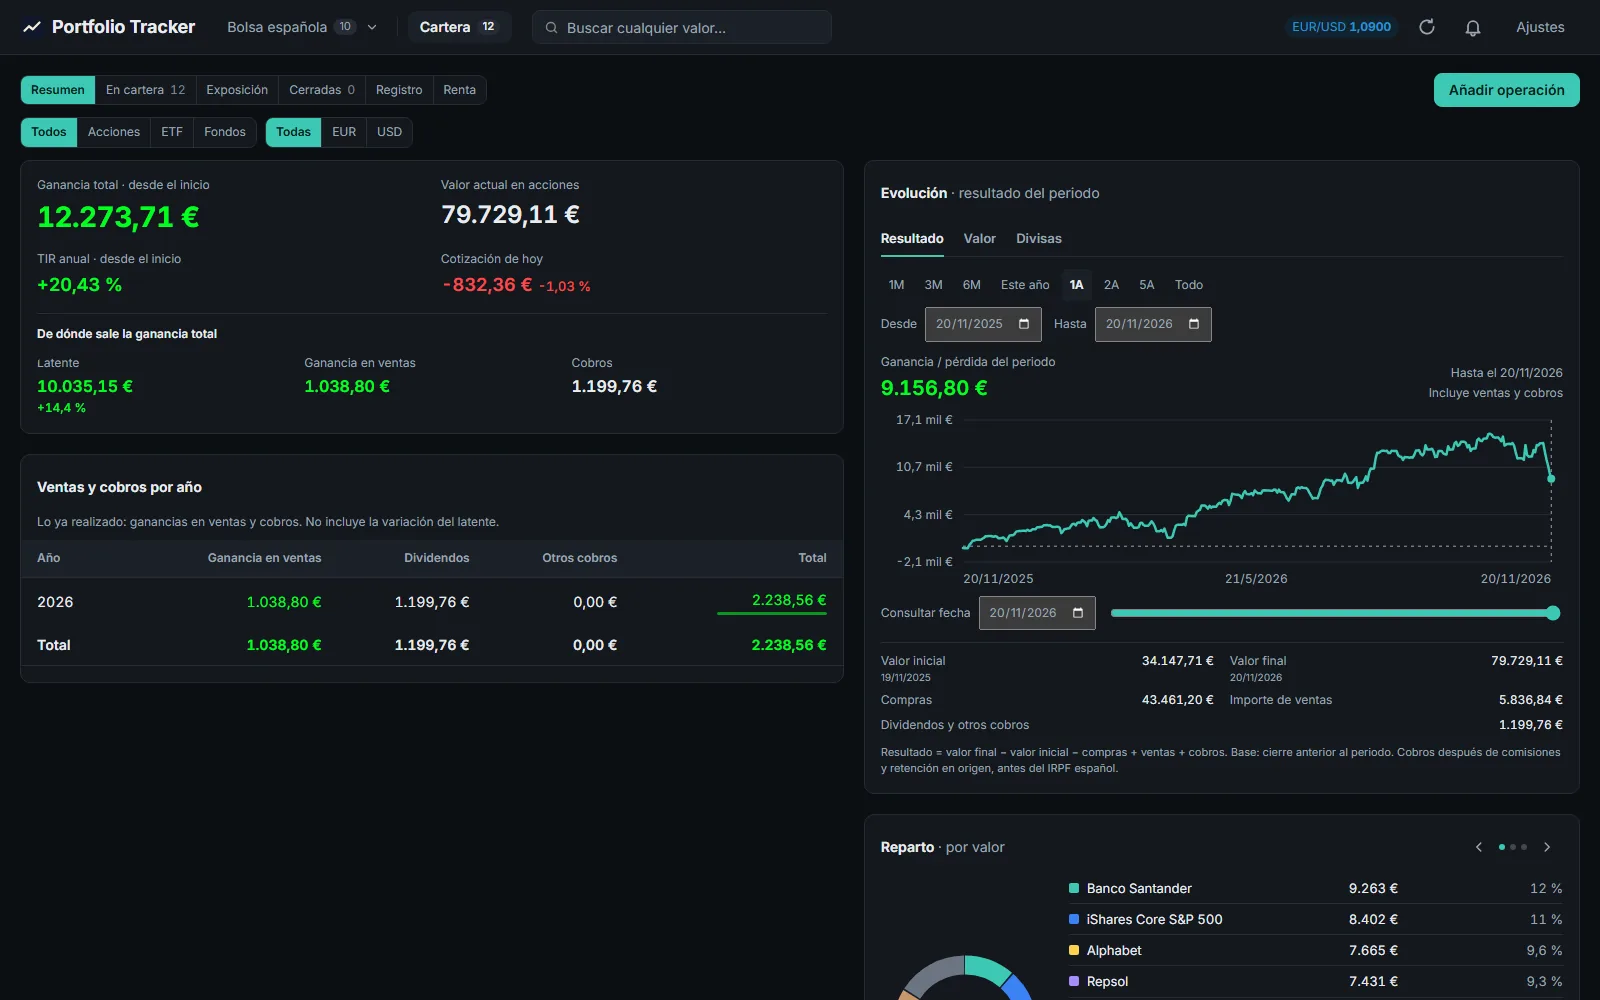 Portfolio Tracker
Bolsa española 10
Cartera 12
Buscar cualquier valor...
EUR/USD 1,0900
Ajustes
Resumen
En cartera 12
Exposición
Cerradas 0
Registro
Renta
Añadir operación
Todos
Acciones
ETF
Fondos
Todas
EUR
USD
Ganancia total · desde el inicio
12.273,71 €
Valor actual en acciones
79.729,11 €
TIR anual · desde el inicio
+20,43 %
Cotización de hoy
-832,36 € -1,03 %
De dónde sale la ganancia total
Latente
10.035,15 €
+14,4 %
Ganancia en ventas
1.038,80 €
Cobros
1.199,76 €
Ventas y cobros por año
Lo ya realizado: ganancias en ventas y cobros. No incluye la variación del latente.
Año Ganancia en ventas Dividendos Otros cobros Total
2026 1.038,80 € 1.199,76 € 0,00 € 2.238,56 €
Total 1.038,80 € 1.199,76 € 0,00 € 2.238,56 €
Evolución · resultado del periodo
Resultado
Valor
Divisas
1M 3M 6M Este año 1A 2A 5A Todo
Desde 20/11/2025 Hasta 20/11/2026
Ganancia / pérdida del periodo
9.156,80 €
Hasta el 20/11/2026
Incluye ventas y cobros
17,1 mil €
10,7 mil €
4,3 mil €
-2,1 mil €
20/11/2025 21/5/2026 20/11/2026
Consultar fecha 20/11/2026
Valor inicial 34.147,71 €
19/11/2025
Valor final 79.729,11 €
20/11/2026
Compras 43.461,20 €
Importe de ventas 5.836,84 €
Dividendos y otros cobros 1.199,76 €
Resultado = valor final − valor inicial − compras + ventas + cobros. Base: cierre anterior al periodo. Cobros después de comisiones
y retención en origen, antes del IRPF español.
Reparto · por valor
Banco Santander 9.263 € 12 %
iShares Core S&P 500 8.402 € 11 %
Alphabet 7.665 € 9,6 %
Repsol 7.431 € 9,3 %